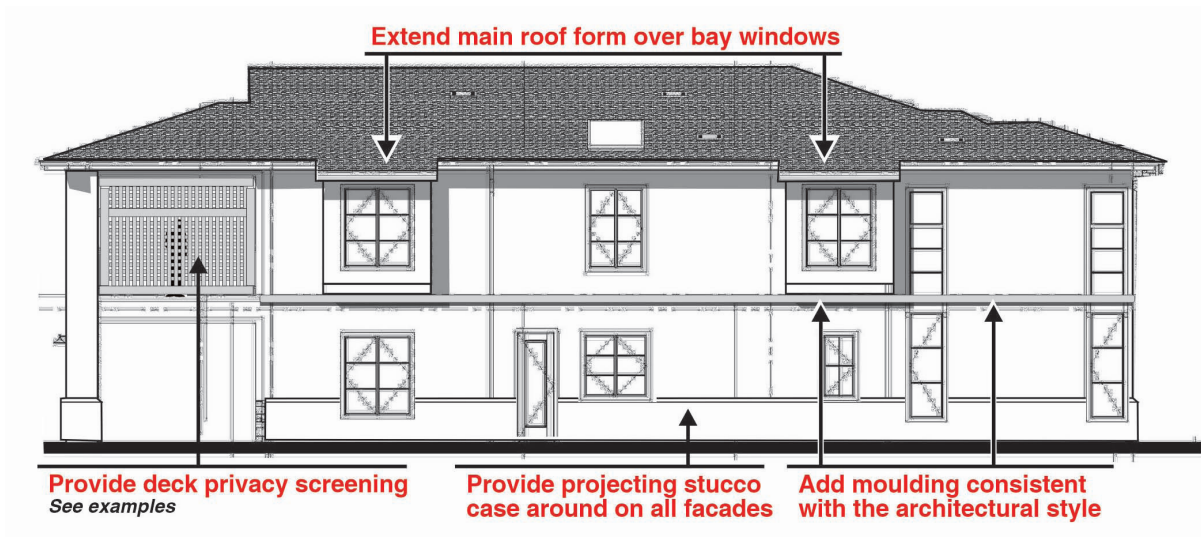 Extend main roof form over bay windows
Provide deck privacy screening
See examples
Provide projecting stucco
case around on all facades
Add moulding consistent
with the architectural style